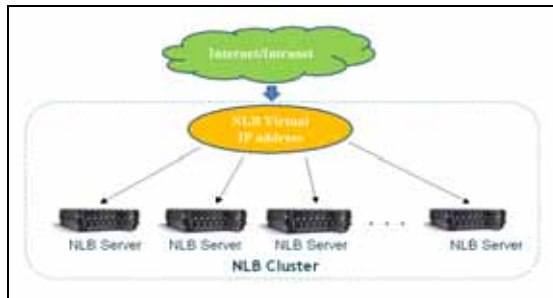 Internet/Intranet
NLB Virtual
IP address
NLB Server NLB Server NLB Server . . . NLB Server
NLB Cluster